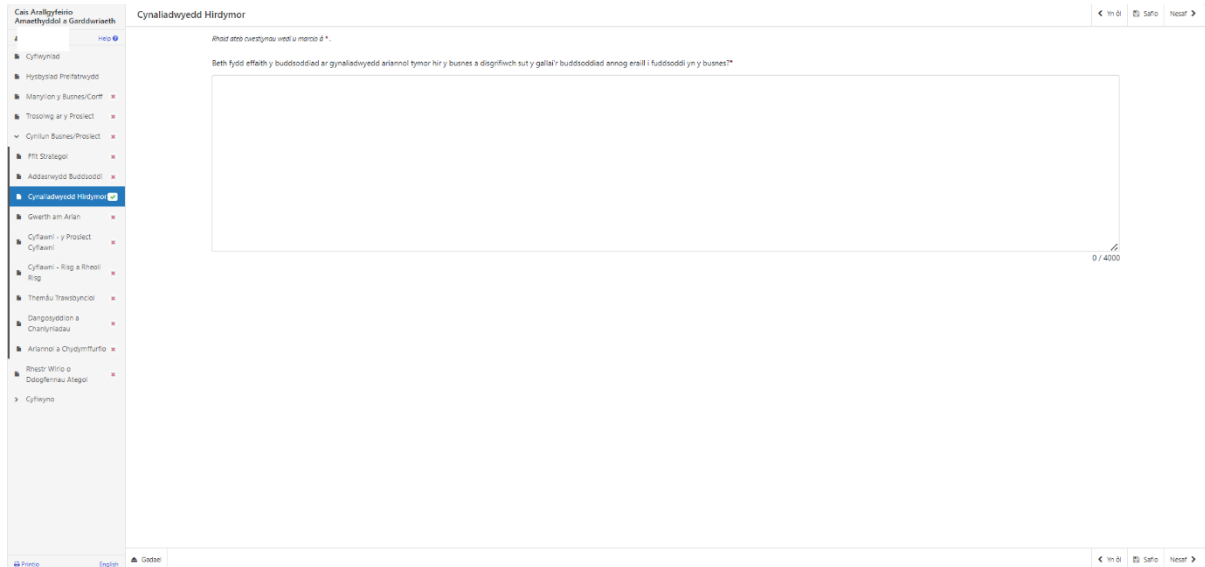 Cais Arallgyfeirio
Amaethyddol a Garddwriaeth
Help
Cyflwyniad
Hysbysiad Preifatrwydd
Manylion y Busnes/Corff
Trosolwg ar y Prosiect
Cynllun Busnes/Prosiect
Ffit Strategol
Addasrwydd Buddsoddi
Cynaliadwyedd Hirdymor
Gwerth am Arian
Cyflawni - y Prosiect
Cyflawni
Cyflawni - Risg a Rheoli
Risg
Themâu Trawsbynciol
Dangosyddion a
Chanlyniadau
Ariannol a Chydymffurfio
Rhestr Wirio o
Ddogfennau Ategol
Cyflwyno
Printio
English
Cynaliadwyedd Hirdymor
Yn ôl
Safio
Nesaf
Rhaid ateb cwestiynau wedi u marcio â * .
Beth fydd effaith y buddsoddiad ar gynaliadwyedd ariannol tymor hir y busnes a disgrifiwch sut y gallai'r buddsoddiad annog eraill i fuddsoddi yn y busnes?*
0 / 4000
Gadael
Yn ôl
Safio
Nesaf